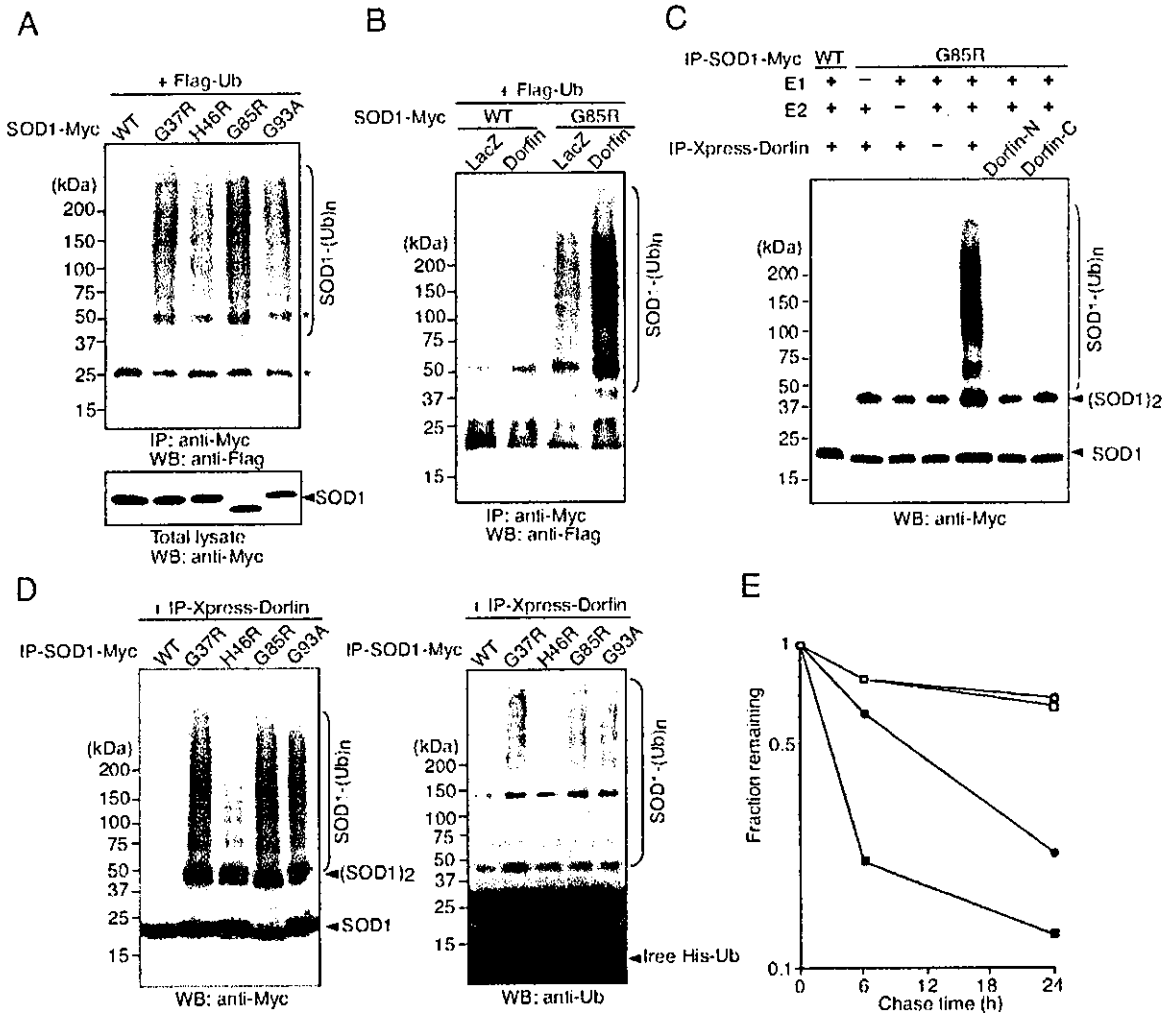 A
+ Flag-Ub
SOD1-Myc
WT G37R H46R G85R G93A
(kDa)
200
150
100
75
50
37
25
15
SOD1-(Ub)n
*
*
IP: anti-Myc
WB: anti-Flag
SOD1
Total lysate
WB: anti-Myc
B
+ Flag-Ub
SOD1-Myc WT G85R
LacZ Dorfin LacZ Dorfin
(kDa)
200
150
100
75
50
37
25
15
SOD1-(Ub)n
IP: anti-Myc
WB: anti-Flag
C
IP-SOD1-Myc WT G85R
E1 + − + + + + +
E2 + + − + + + +
IP-Xpress-Dorfin + + + − + Dorfin-N Dorfin-C
(kDa)
200
150
100
75
50
37
25
15
SOD1-(Ub)n
(SOD1)2
SOD1
WB: anti-Myc
D
+ IP-Xpress-Dorfin
IP-SOD1-Myc WT G37R H46R G85R G93A
(kDa)
200
150
100
75
50
37
25
15
SOD1-(Ub)n
(SOD1)2
SOD1
WB: anti-Myc
+ IP-Xpress-Dorfin
IP-SOD1-Myc WT G37R H46R G85R G93A
(kDa)
200
150
100
75
50
37
25
15
SOD1-(Ub)n
free His-Ub
WB: anti-Ub
E
Fraction remaining
1
0.5
0.1
0 6 12 18 24
Chase time (h)